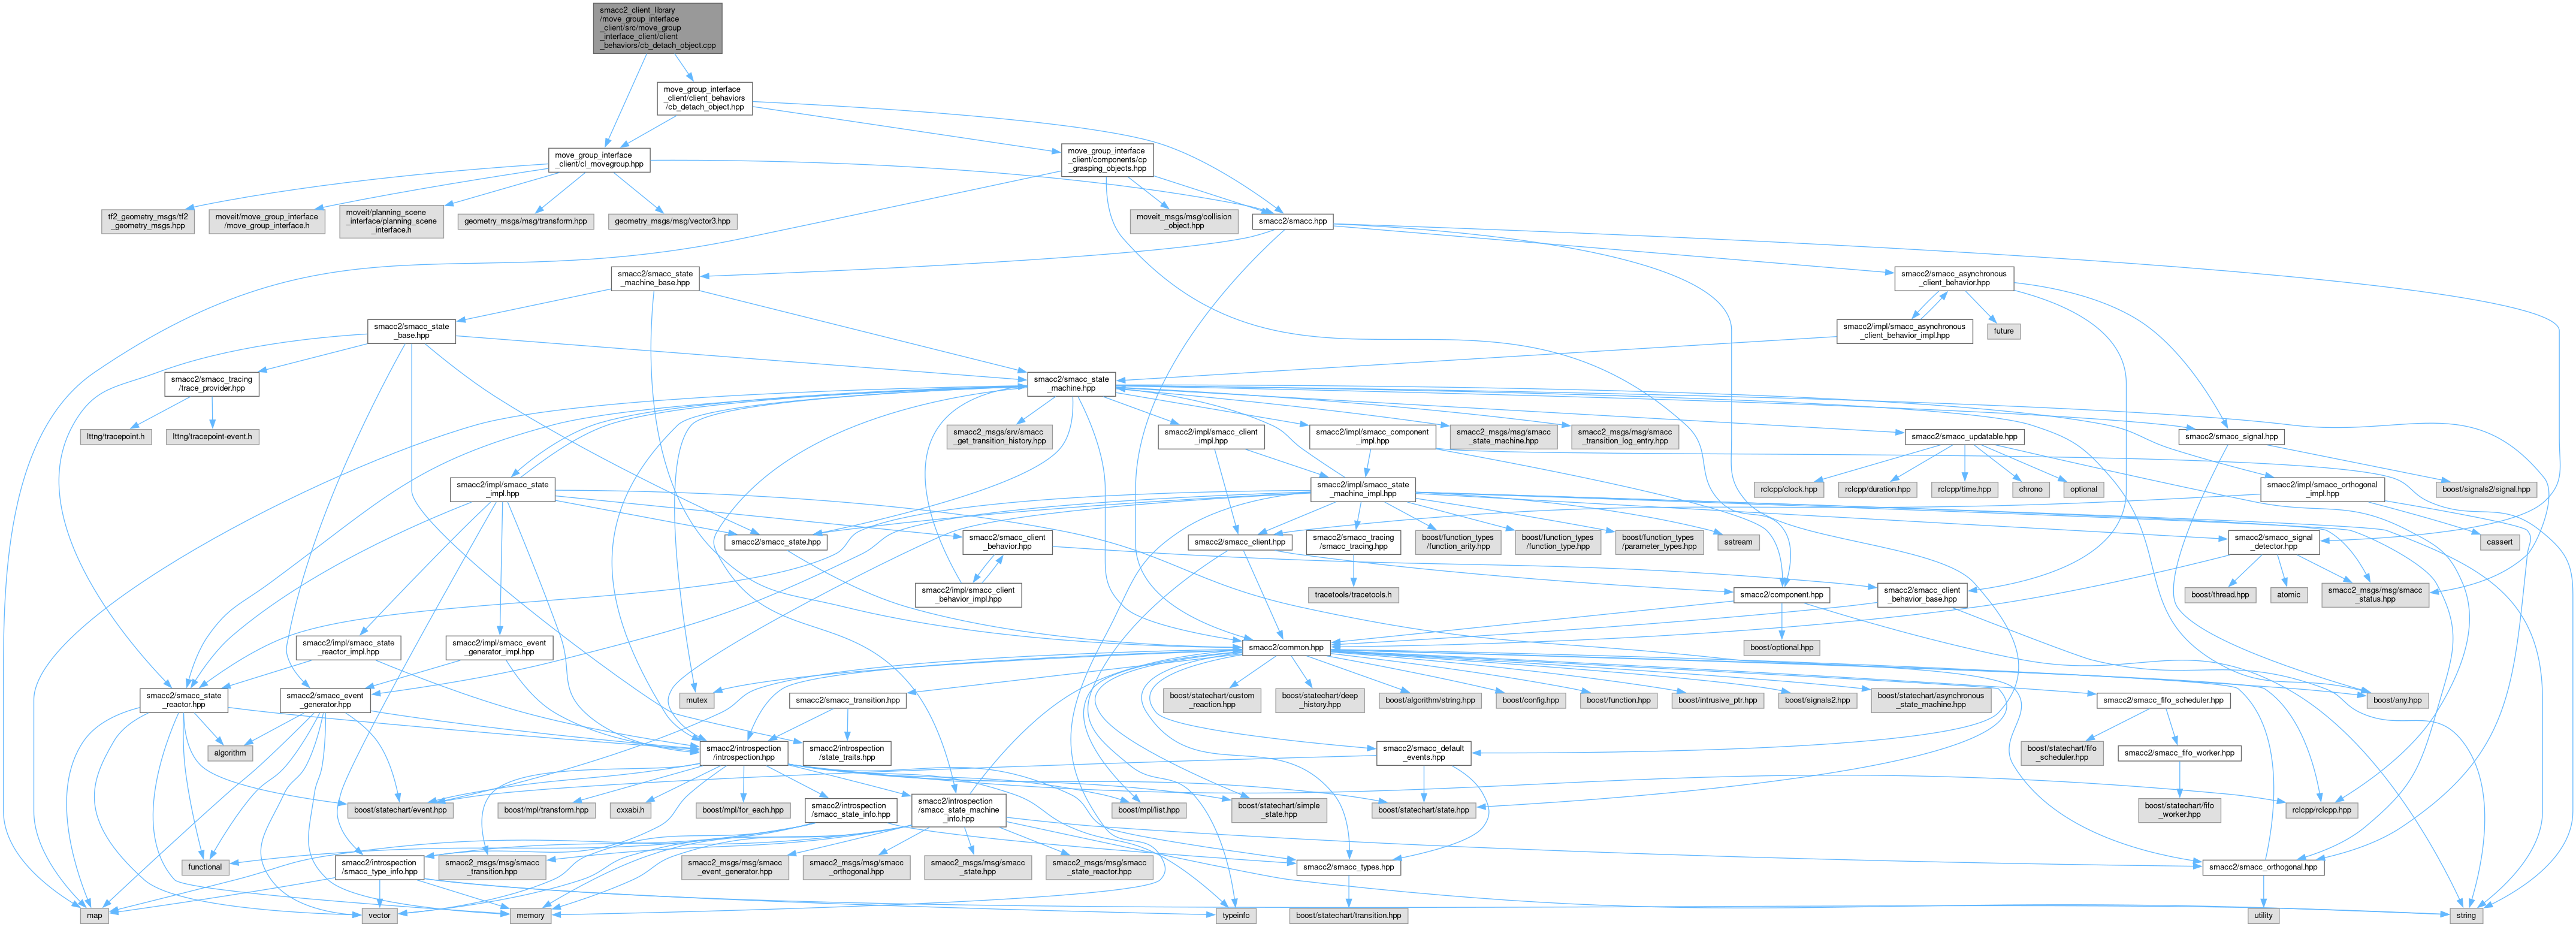 smacc2_client_library
/move_group_interface
_client/src/move_group
_interface_client/client
_behaviors/cb_detach_object.cpp
move_group_interface
_client/client_behaviors
/cb_detach_object.hpp
move_group_interface
_client/cl_movegroup.hpp
move_group_interface
_client/components/cp
_grasping_objects.hpp
tf2_geometry_msgs/tf2
_geometry_msgs.hpp
moveit/move_group_interface
/move_group_interface.h
moveit/planning_scene
_interface/planning_scene
_interface.h
geometry_msgs/msg/transform.hpp
geometry_msgs/msg/vector3.hpp
moveit_msgs/msg/collision
_object.hpp
smacc2/smacc.hpp
smacc2/smacc_state
_machine_base.hpp
smacc2/smacc_asynchronous
_client_behavior.hpp
smacc2/smacc_state
_base.hpp
smacc2/impl/smacc_asynchronous
_client_behavior_impl.hpp
future
smacc2/smacc_tracing
/trace_provider.hpp
smacc2/smacc_state
_machine.hpp
lttng/tracepoint.h
lttng/tracepoint-event.h
smacc2_msgs/srv/smacc
_get_transition_history.hpp
smacc2/impl/smacc_client
_impl.hpp
smacc2/impl/smacc_component
_impl.hpp
smacc2_msgs/msg/smacc
_state_machine.hpp
smacc2_msgs/msg/smacc
_transition_log_entry.hpp
smacc2/smacc_updatable.hpp
smacc2/smacc_signal.hpp
smacc2/impl/smacc_state
_impl.hpp
smacc2/impl/smacc_state
_machine_impl.hpp
rclcpp/clock.hpp
rclcpp/duration.hpp
rclcpp/time.hpp
chrono
optional
smacc2/impl/smacc_orthogonal
_impl.hpp
boost/signals2/signal.hpp
smacc2/smacc_state.hpp
smacc2/smacc_client
_behavior.hpp
smacc2/smacc_client.hpp
smacc2/smacc_tracing
/smacc_tracing.hpp
boost/function_types
/function_arity.hpp
boost/function_types
/function_type.hpp
boost/function_types
/parameter_types.hpp
sstream
smacc2/smacc_signal
_detector.hpp
cassert
smacc2/impl/smacc_client
_behavior_impl.hpp
tracetools/tracetools.h
smacc2/component.hpp
smacc2/smacc_client
_behavior_base.hpp
boost/thread.hpp
atomic
smacc2_msgs/msg/smacc
_status.hpp
smacc2/impl/smacc_state
_reactor_impl.hpp
smacc2/impl/smacc_event
_generator_impl.hpp
smacc2/common.hpp
boost/optional.hpp
smacc2/smacc_state
_reactor.hpp
smacc2/smacc_event
_generator.hpp
mutex
smacc2/smacc_transition.hpp
boost/statechart/custom
_reaction.hpp
boost/statechart/deep
_history.hpp
boost/algorithm/string.hpp
boost/config.hpp
boost/function.hpp
boost/intrusive_ptr.hpp
boost/signals2.hpp
boost/statechart/asynchronous
_state_machine.hpp
smacc2/smacc_fifo_scheduler.hpp
boost/any.hpp
algorithm
smacc2/introspection
/introspection.hpp
smacc2/introspection
/state_traits.hpp
smacc2/smacc_default
_events.hpp
boost/statechart/fifo
_scheduler.hpp
smacc2/smacc_fifo_worker.hpp
boost/statechart/event.hpp
boost/mpl/transform.hpp
cxxabi.h
boost/mpl/for_each.hpp
smacc2/introspection
/smacc_state_info.hpp
smacc2/introspection
/smacc_state_machine
_info.hpp
boost/mpl/list.hpp
boost/statechart/simple
_state.hpp
boost/statechart/state.hpp
boost/statechart/fifo
_worker.hpp
rclcpp/rclcpp.hpp
functional
smacc2/introspection
/smacc_type_info.hpp
smacc2_msgs/msg/smacc
_transition.hpp
smacc2_msgs/msg/smacc
_event_generator.hpp
smacc2_msgs/msg/smacc
_orthogonal.hpp
smacc2_msgs/msg/smacc
_state.hpp
smacc2_msgs/msg/smacc
_state_reactor.hpp
smacc2/smacc_types.hpp
smacc2/smacc_orthogonal.hpp
map
vector
memory
typeinfo
boost/statechart/transition.hpp
utility
string